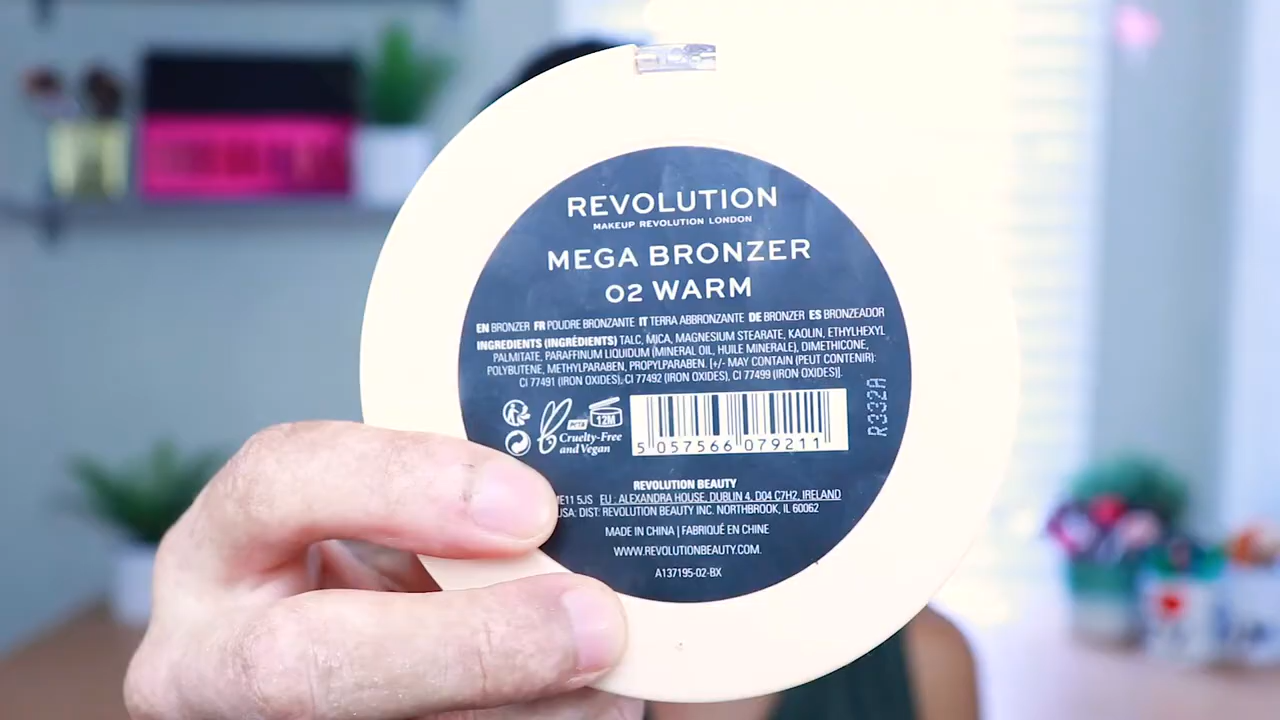 REVOLUTION
MAKEUP REVOLUTION LONDON
MEGA BRONZER
02 WARM
EN BRONZER FR POUDRE BRONZANTE IT TERRA ABBRONZANTE DE BRONZER ES BRONZEADOR
INGREDIENTS (INGRÉDIENTS) TALC, MICA, MAGNESIUM STEARATE, KAOLIN, ETHYLHEXYL
PALMITATE, PARAFFINUM LIQUIDUM (MINERAL OIL, HUILE MINERALE), DIMETHICONE,
POLYBUTENE, METHYLPARABEN, PROPYLPARABEN. [+/- MAY CONTAIN (PEUT CONTENIR):
CI 77491 (IRON OXIDES), CI 77492 (IRON OXIDES), CI 77499 (IRON OXIDES)].
R332A
12M
PETA
Cruelty-Free
and Vegan
5 057566 079211
REVOLUTION BEAUTY
5JS EU: ALEXANDRA HOUSE, DUBLIN 4, D04 C7H2, IRELAND
USA: DIST: REVOLUTION BEAUTY INC. NORTHBROOK, IL 60062
MADE IN CHINA | FABRIQUÉ EN CHINE
WWW.REVOLUTIONBEAUTY.COM.
A137195-02-BX